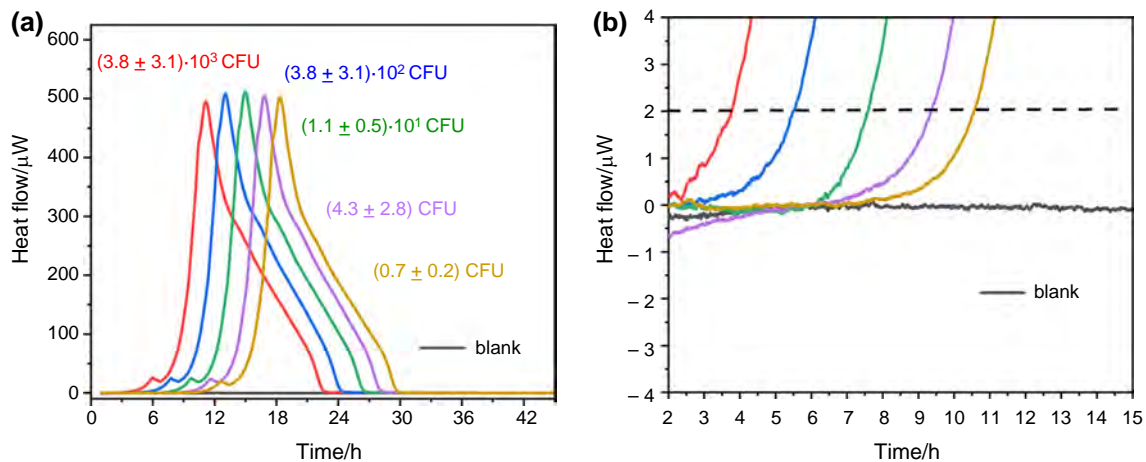 (a)
600
500
400
300
200
100
0
Heat flow/μW
(3.8 ± 3.1)·10³ CFU
(3.8 ± 3.1)·10² CFU
(1.1 ± 0.5)·10¹ CFU
(4.3 ± 2.8) CFU
(0.7 ± 0.2) CFU
blank
0 6 12 18 24 30 36 42
Time/h
(b)
4
3
2
1
0
– 1
– 2
– 3
– 4
Heat flow/μW
blank
2 3 4 5 6 7 8 9 10 11 12 13 14 15
Time/h